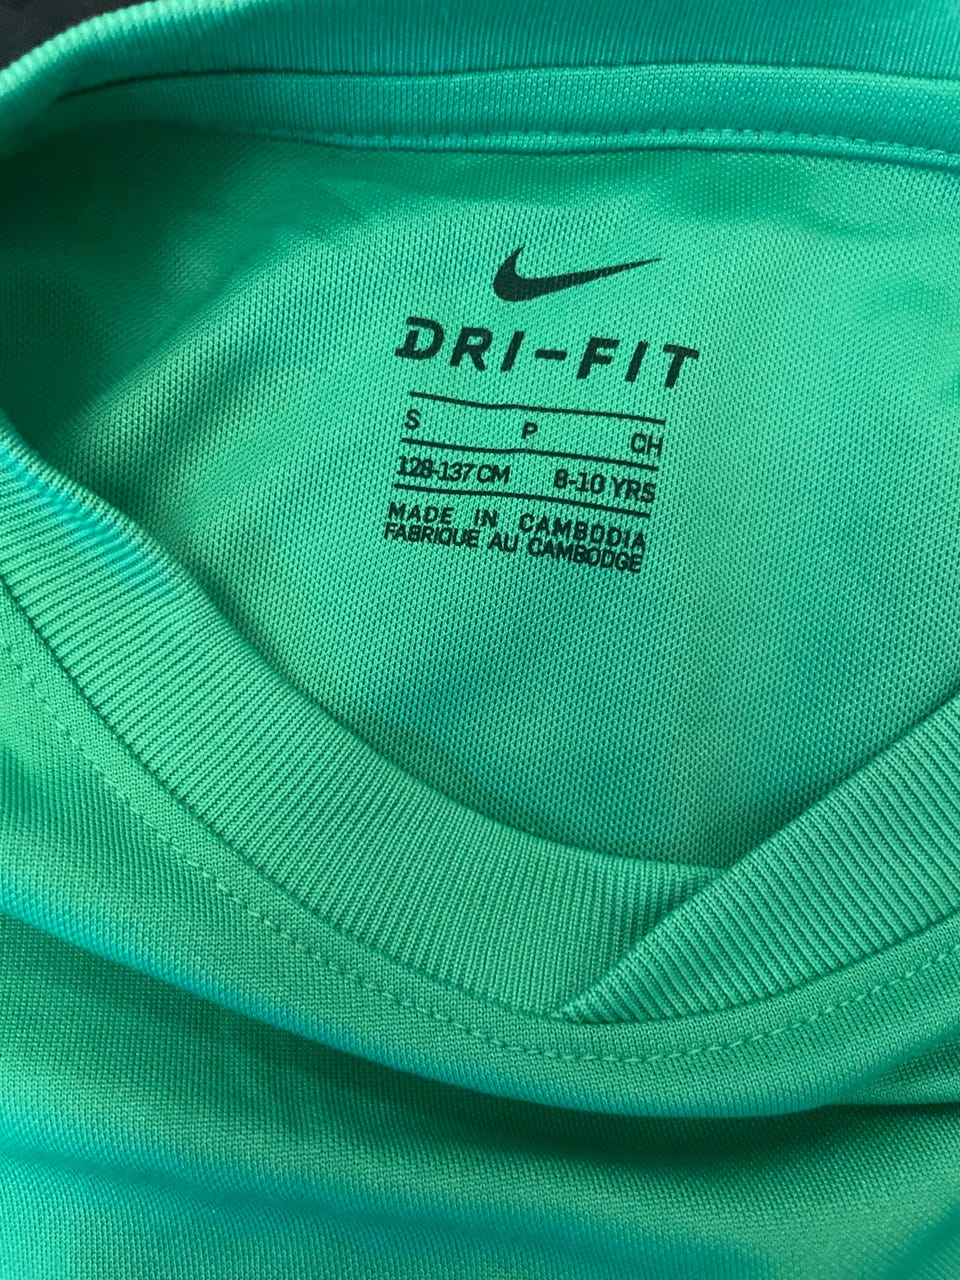 DRI-FIT
S P CH
128-137 CM 8-10 YRS
MADE IN CAMBODIA
FABRIQUE AU CAMBODGE